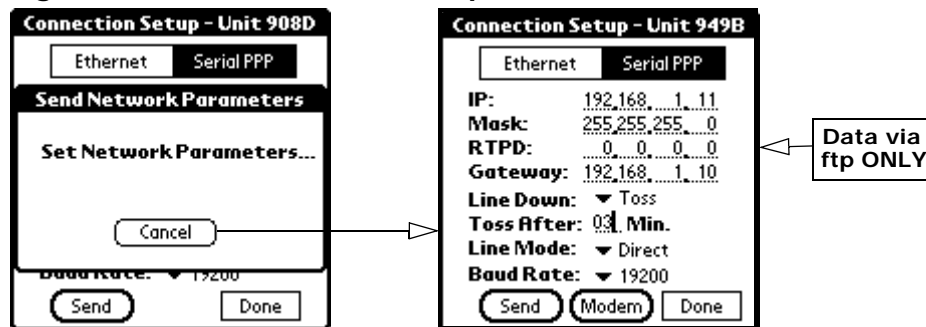 Connection Setup - Unit 908D
Ethernet Serial PPP
Send Network Parameters
Set Network Parameters...
Cancel
Baud Rate: 19200
Send Done
Connection Setup - Unit 949B
Ethernet Serial PPP
IP: 192.168. 1. 11
Mask: 255.255.255. 0
RTPD: 0. 0. 0. 0
Gateway: 192.168. 1. 10
Line Down: Toss
Toss After: 03 Min.
Line Mode: Direct
Baud Rate: 19200
Send Modem Done
Data via
ftp ONLY